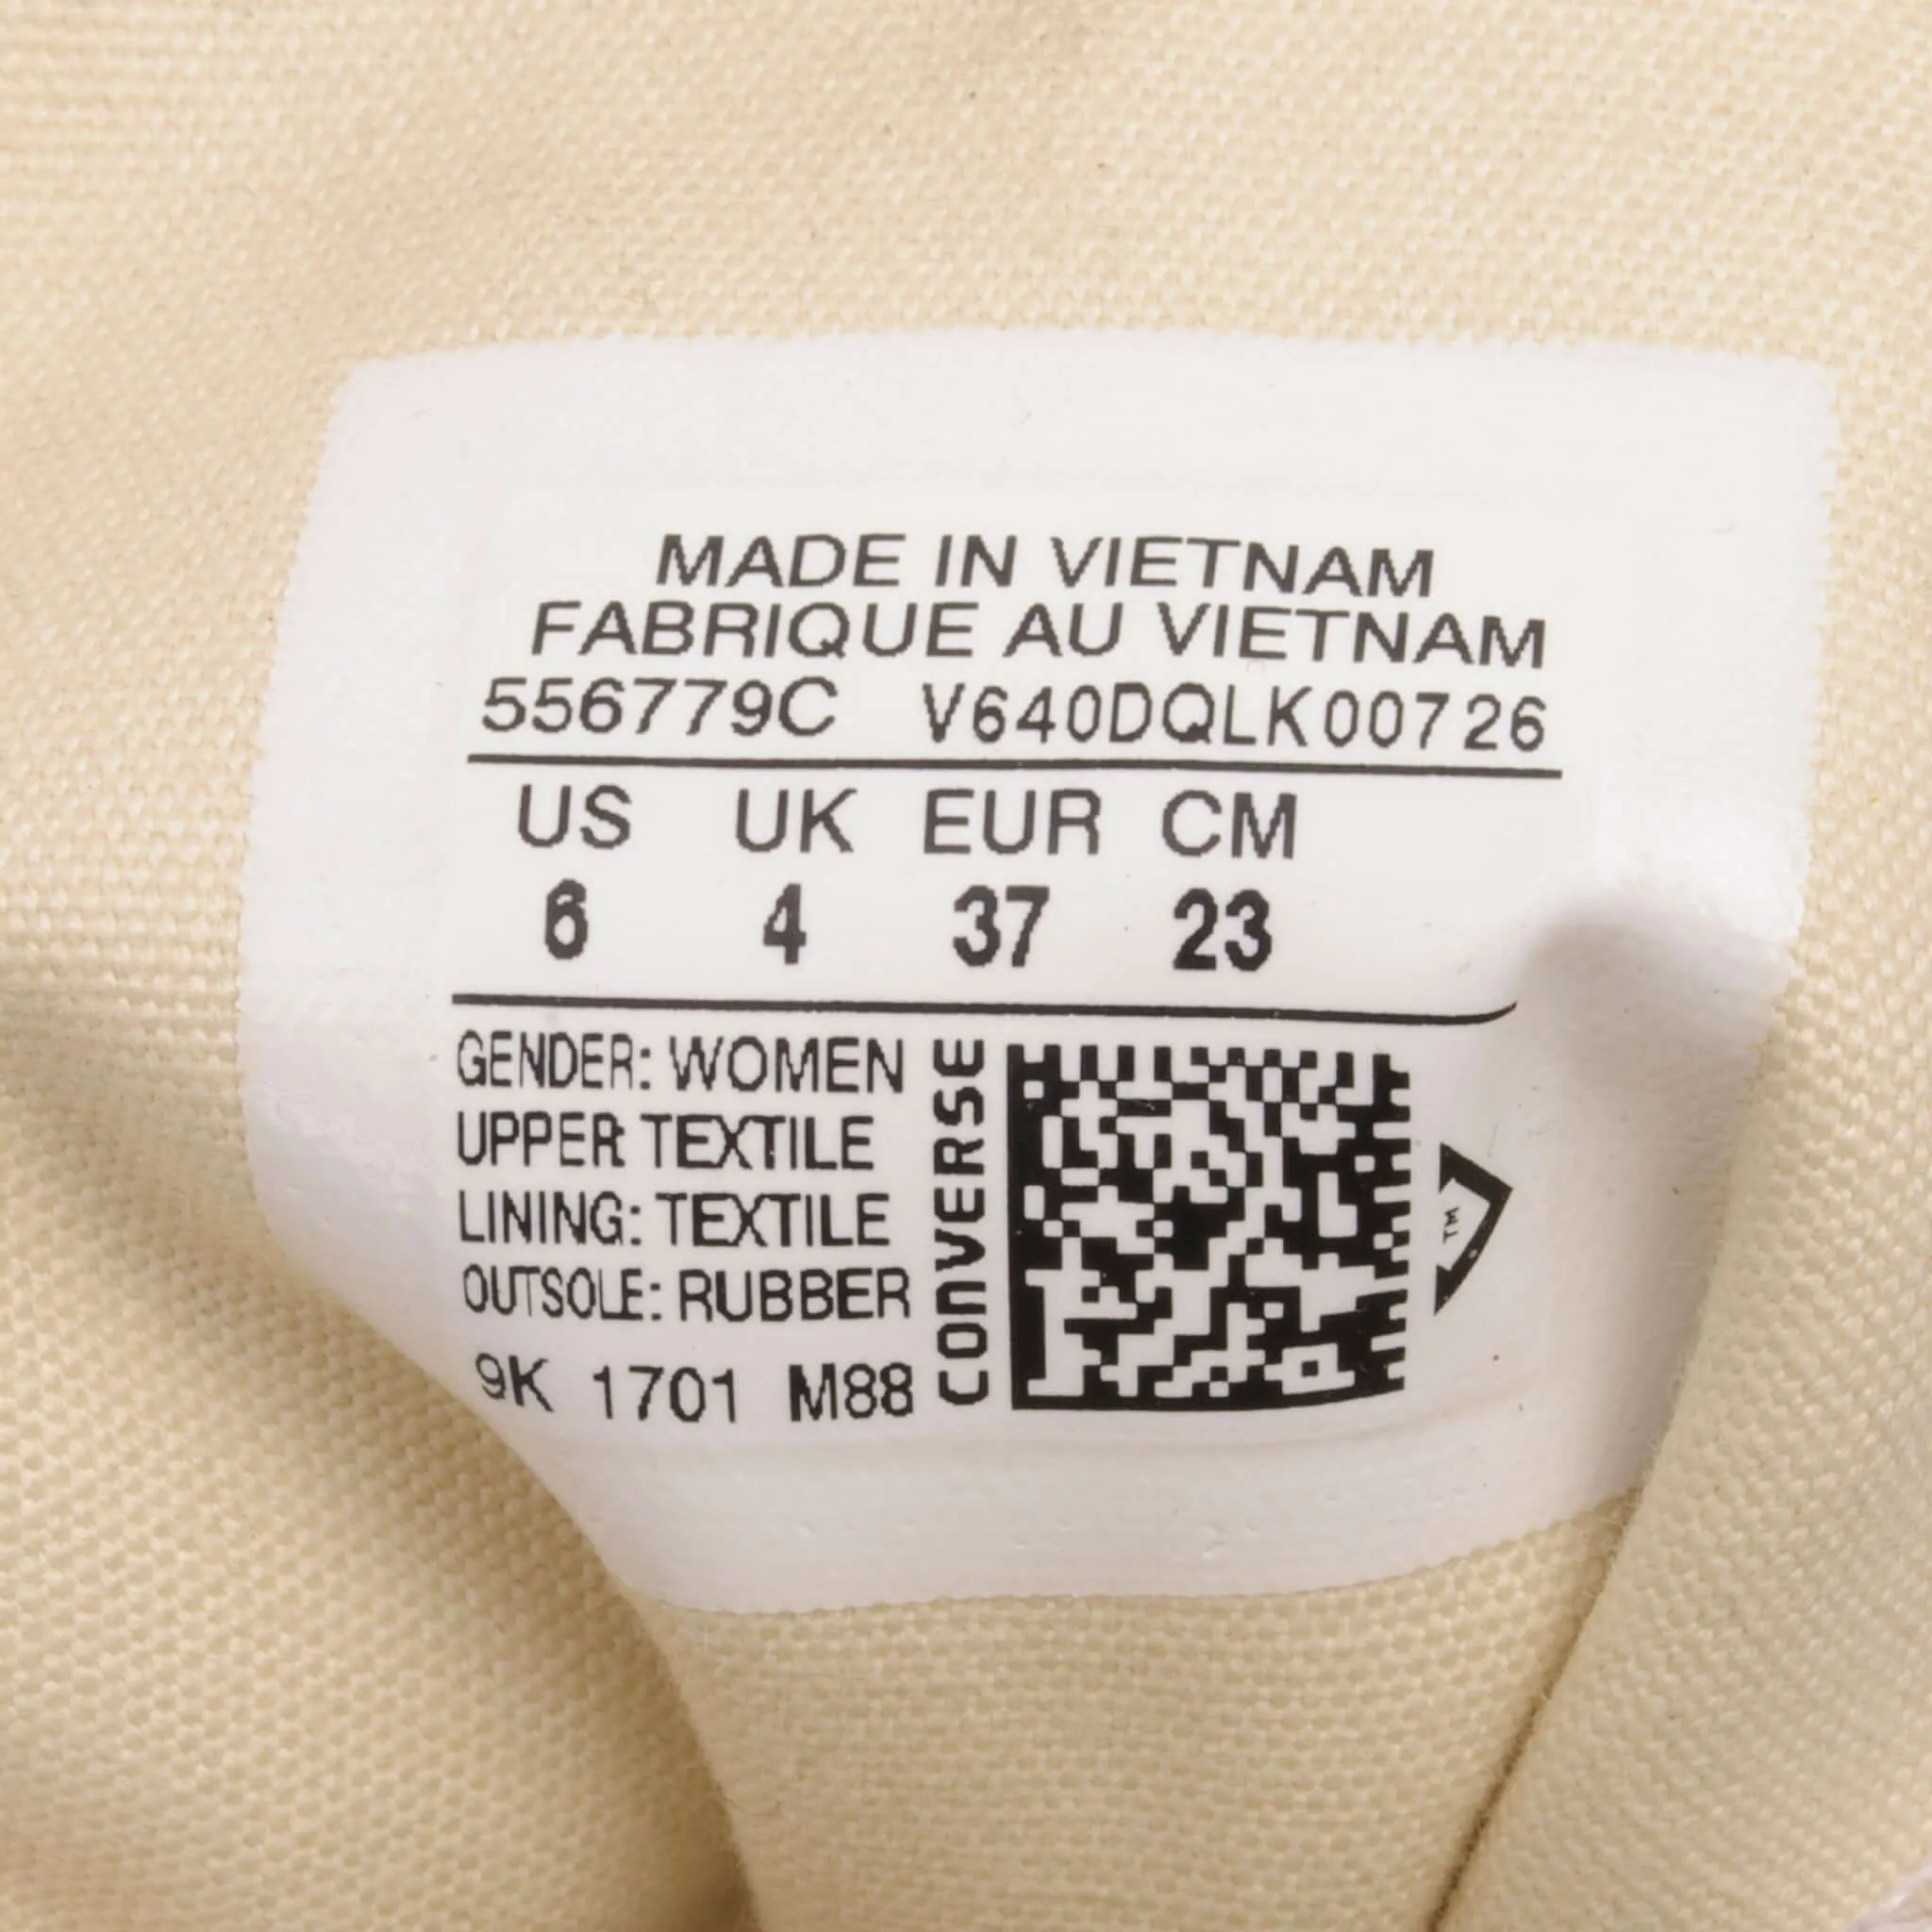 MADE IN VIETNAM
FABRIQUE AU VIETNAM
556779C V640DQLK00726
US UK EUR CM
6 4 37 23
GENDER: WOMEN
UPPER: TEXTILE
LINING: TEXTILE
OUTSOLE: RUBBER
9K 1701 M88
CONVERSE
TM